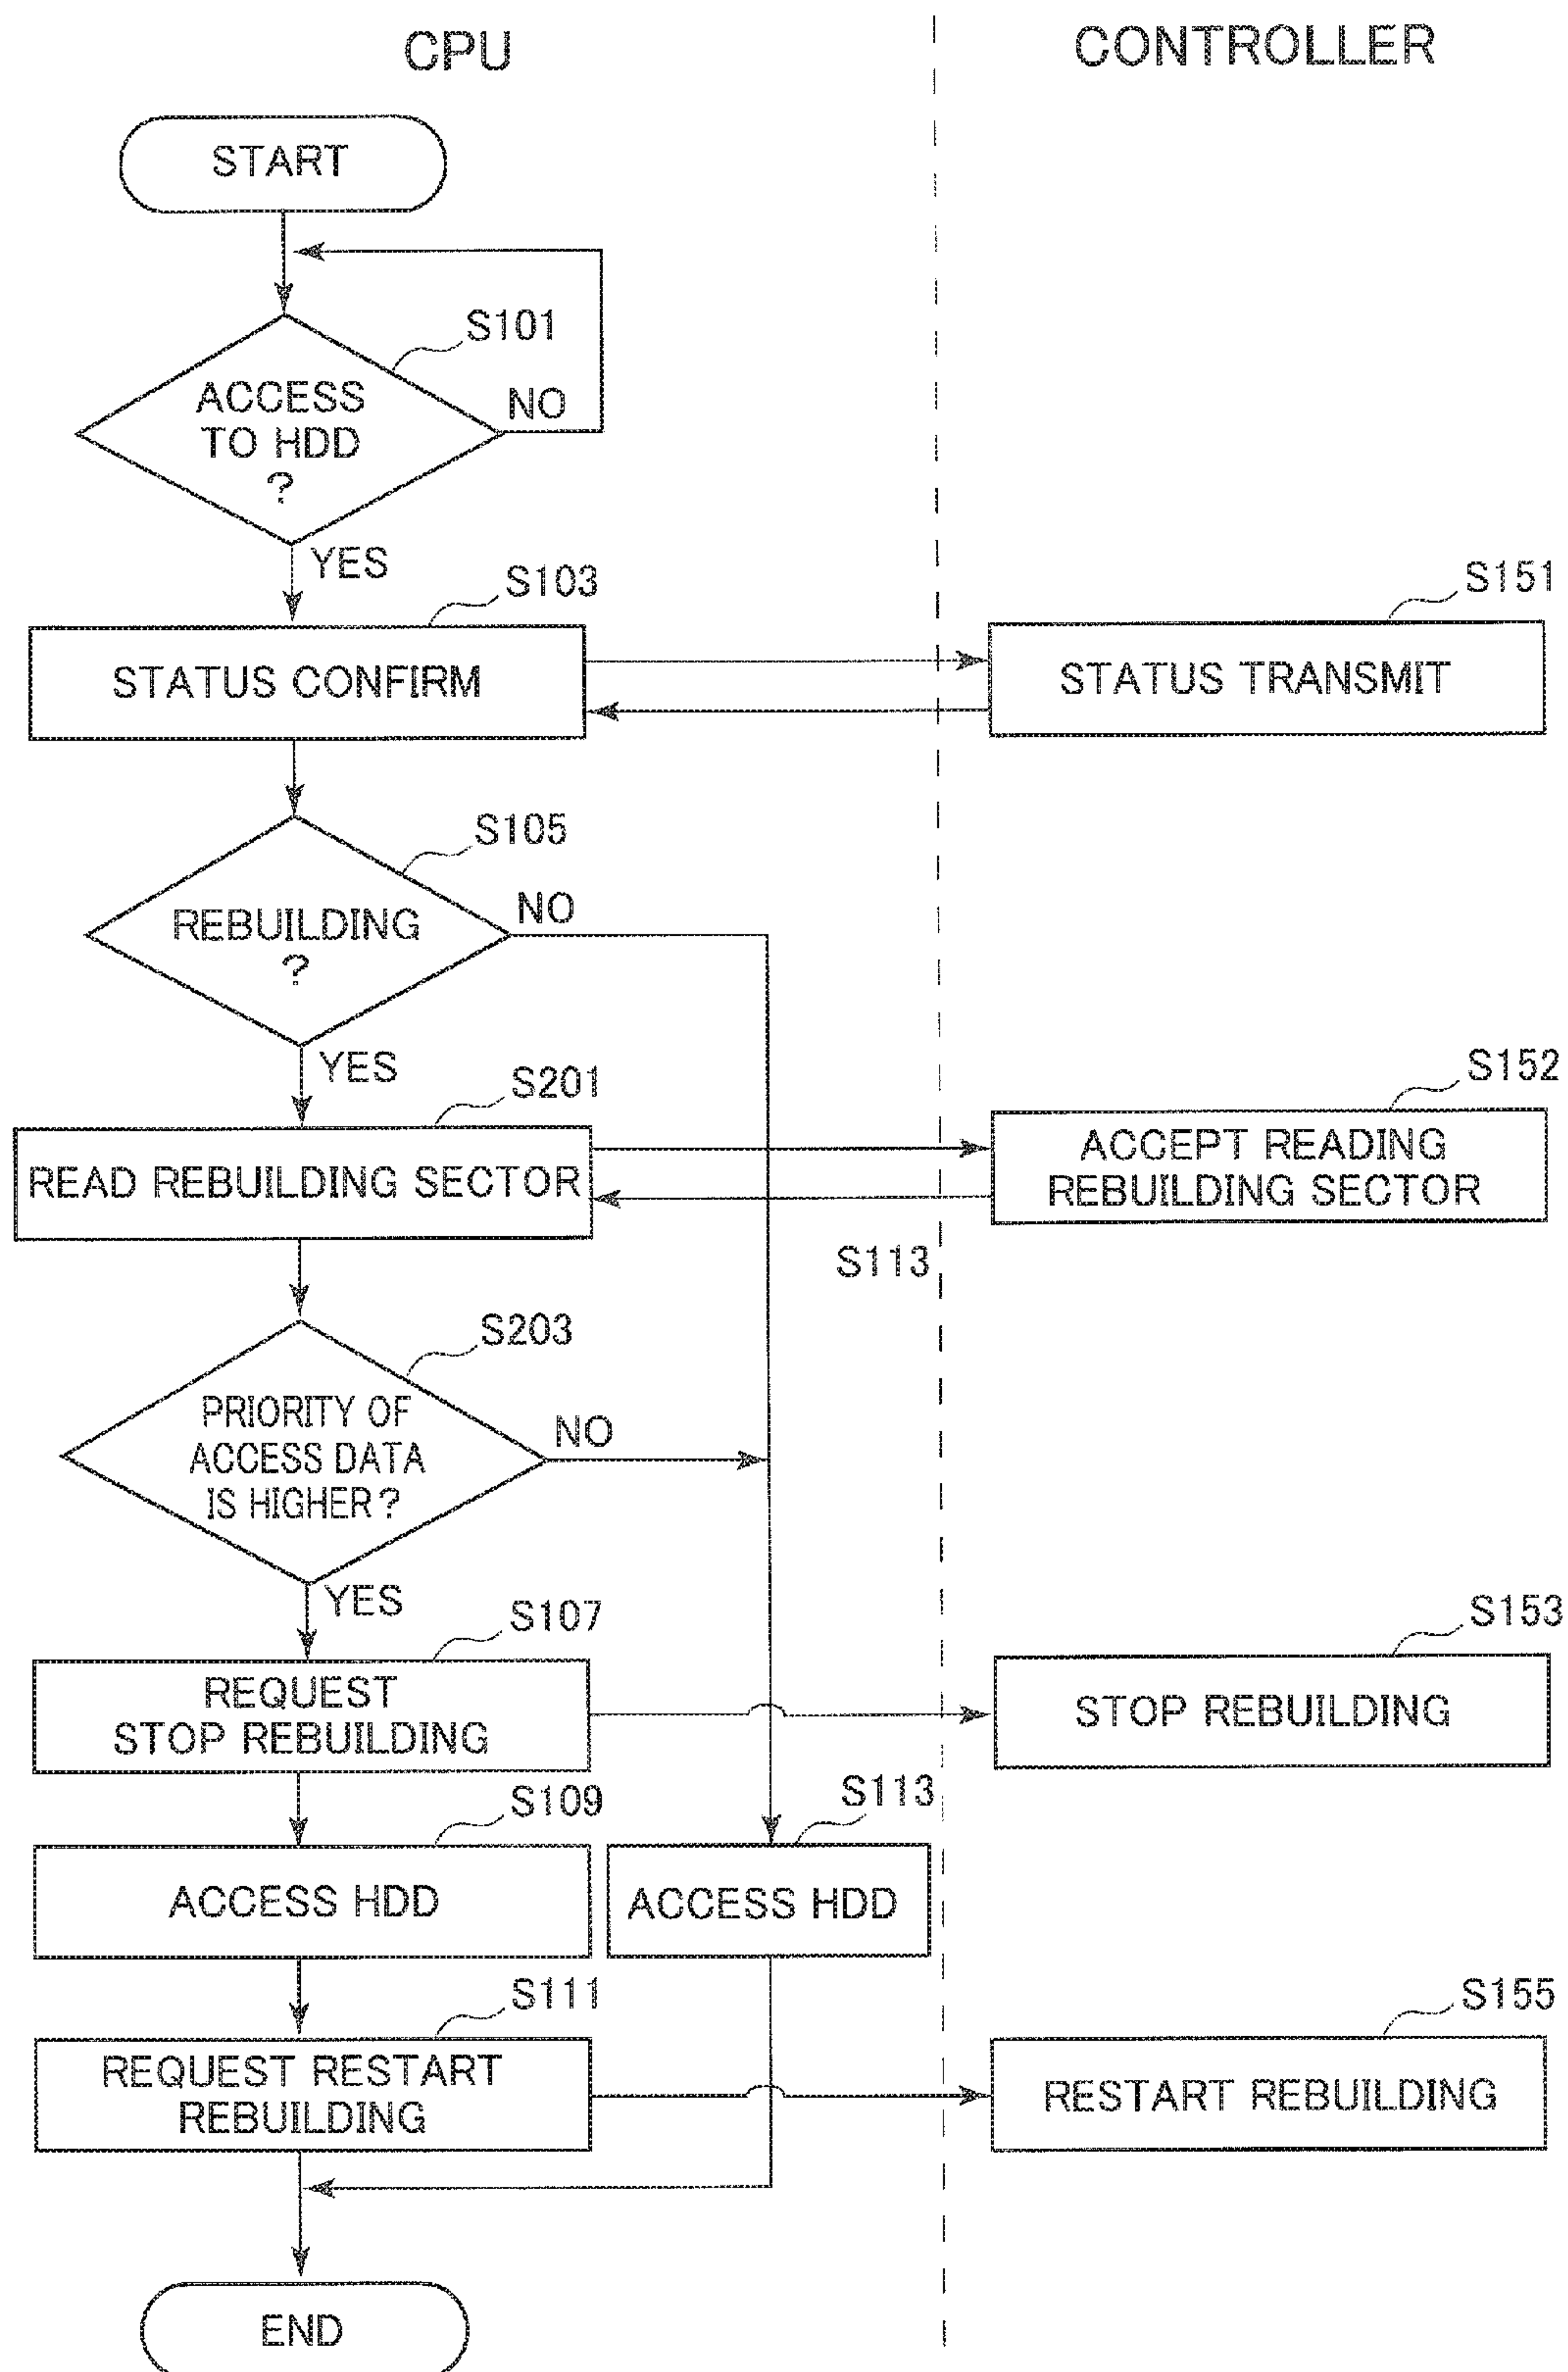 CPU
CONTROLLER
START
S101
ACCESS
TO HDD
?
NO
YES
S103
STATUS CONFIRM
S151
STATUS TRANSMIT
S105
REBUILDING
?
NO
YES
S201
READ REBUILDING SECTOR
S152
ACCEPT READING
REBUILDING SECTOR
S113
S203
PRIORITY OF
ACCESS DATA
IS HIGHER?
NO
YES
S107
REQUEST
STOP REBUILDING
S153
STOP REBUILDING
S109
ACCESS HDD
S113
ACCESS HDD
S111
REQUEST RESTART
REBUILDING
S155
RESTART REBUILDING
END